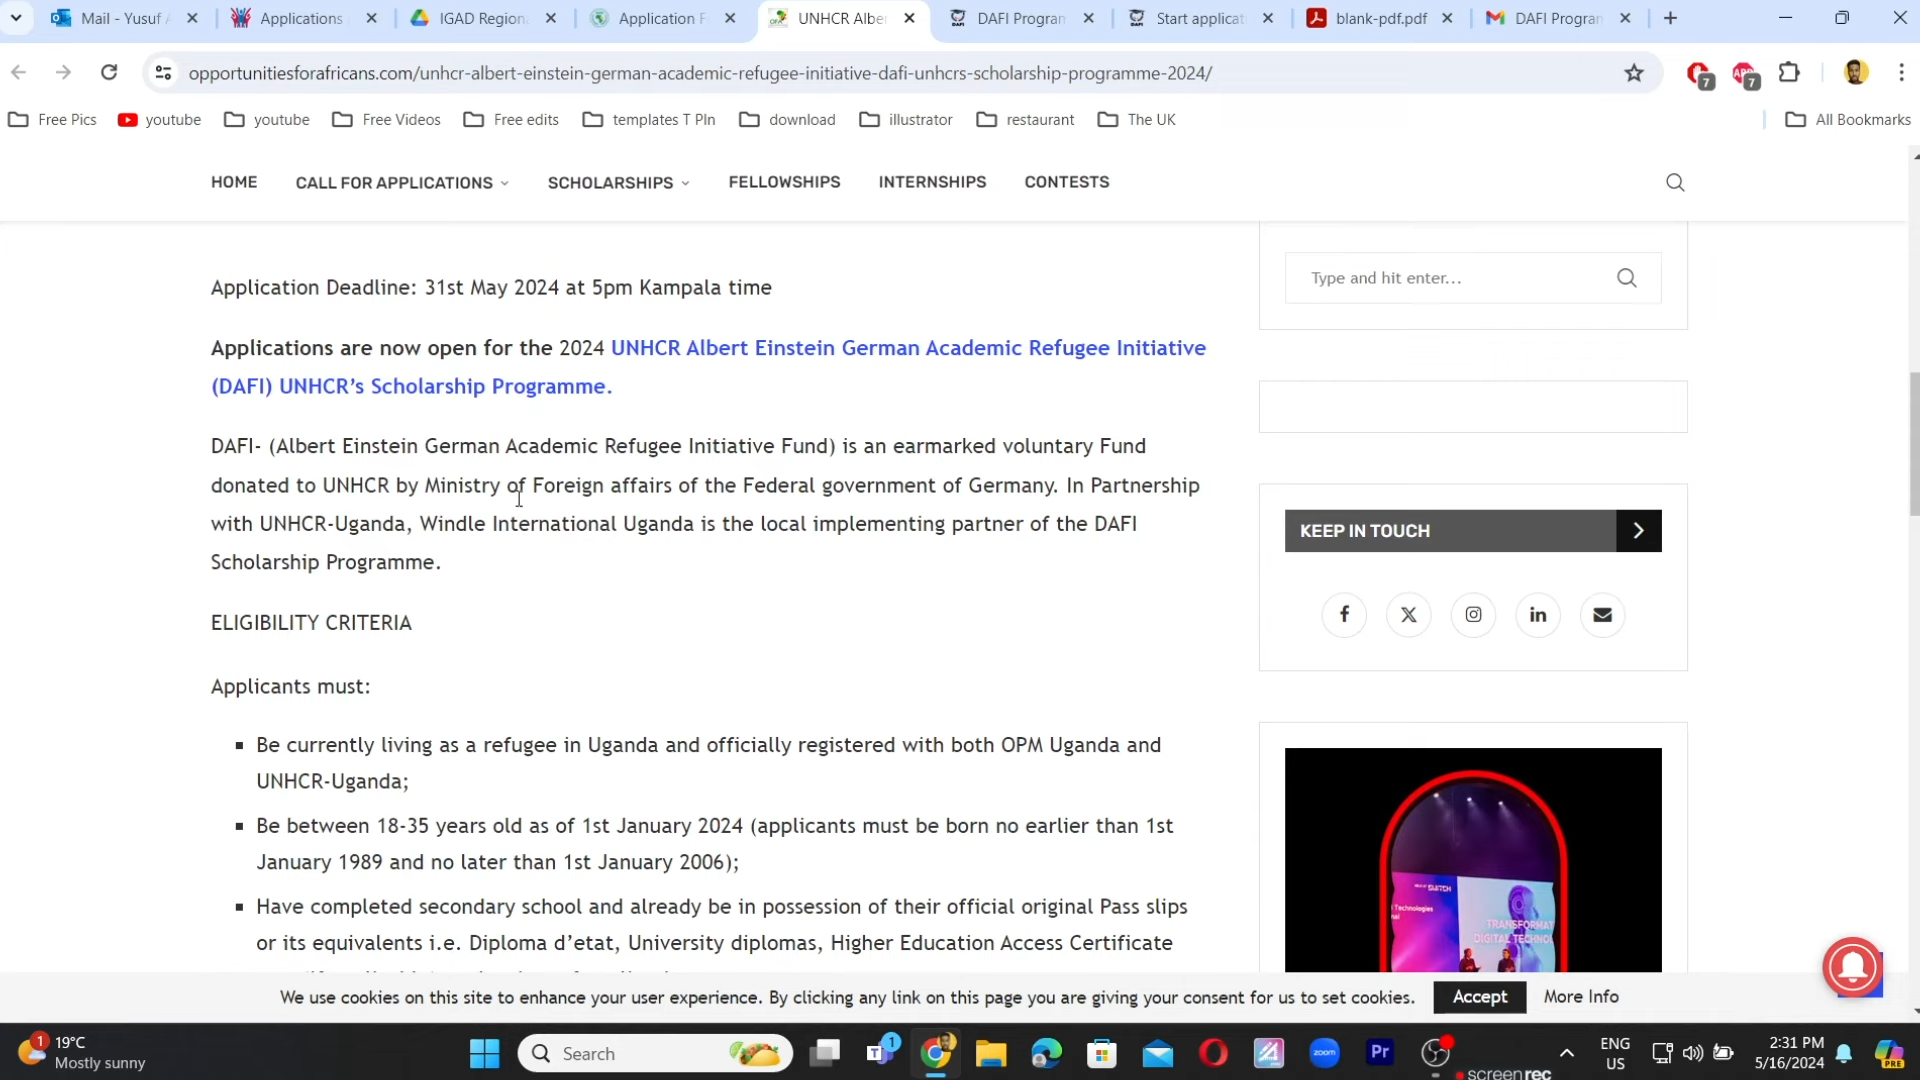 Mail - Yusuf A
Applications
IGAD Region
Application F
UNHCR Albe
DAFI Program
Start applicat
blank-pdf.pdf
DAFI Progran
opportunitiesforafricans.com/unhcr-albert-einstein-german-academic-refugee-initiative-dafi-unhcrs-scholarship-programme-2024/
7
7
Free Pics
youtube
youtube
Free Videos
Free edits
templates T Pln
download
illustrator
restaurant
The UK
All Bookmarks
HOME
CALL FOR APPLICATIONS
SCHOLARSHIPS
FELLOWSHIPS
INTERNSHIPS
CONTESTS
Application Deadline: 31st May 2024 at 5pm Kampala time
Applications are now open for the 2024 UNHCR Albert Einstein German Academic Refugee Initiative
(DAFI) UNHCR’s Scholarship Programme.
DAFI- (Albert Einstein German Academic Refugee Initiative Fund) is an earmarked voluntary Fund
donated to UNHCR by Ministry of Foreign affairs of the Federal government of Germany. In Partnership
with UNHCR-Uganda, Windle International Uganda is the local implementing partner of the DAFI
Scholarship Programme.
ELIGIBILITY CRITERIA
Applicants must:
Be currently living as a refugee in Uganda and officially registered with both OPM Uganda and
UNHCR-Uganda;
Be between 18-35 years old as of 1st January 2024 (applicants must be born no earlier than 1st
January 1989 and no later than 1st January 2006);
Have completed secondary school and already be in possession of their official original Pass slips
or its equivalents i.e. Diploma d’etat, University diplomas, Higher Education Access Certificate
Type and hit enter...
KEEP IN TOUCH
SWITCH
Technologies
TRANSFORMAT
DIGITAL TECHNO
We use cookies on this site to enhance your user experience. By clicking any link on this page you are giving your consent for us to set cookies.
Accept
More Info
1
19°C
Mostly sunny
Search
1
zoom
Pr
screenrec
ENG
US
2:31 PM
5/16/2024
PRE